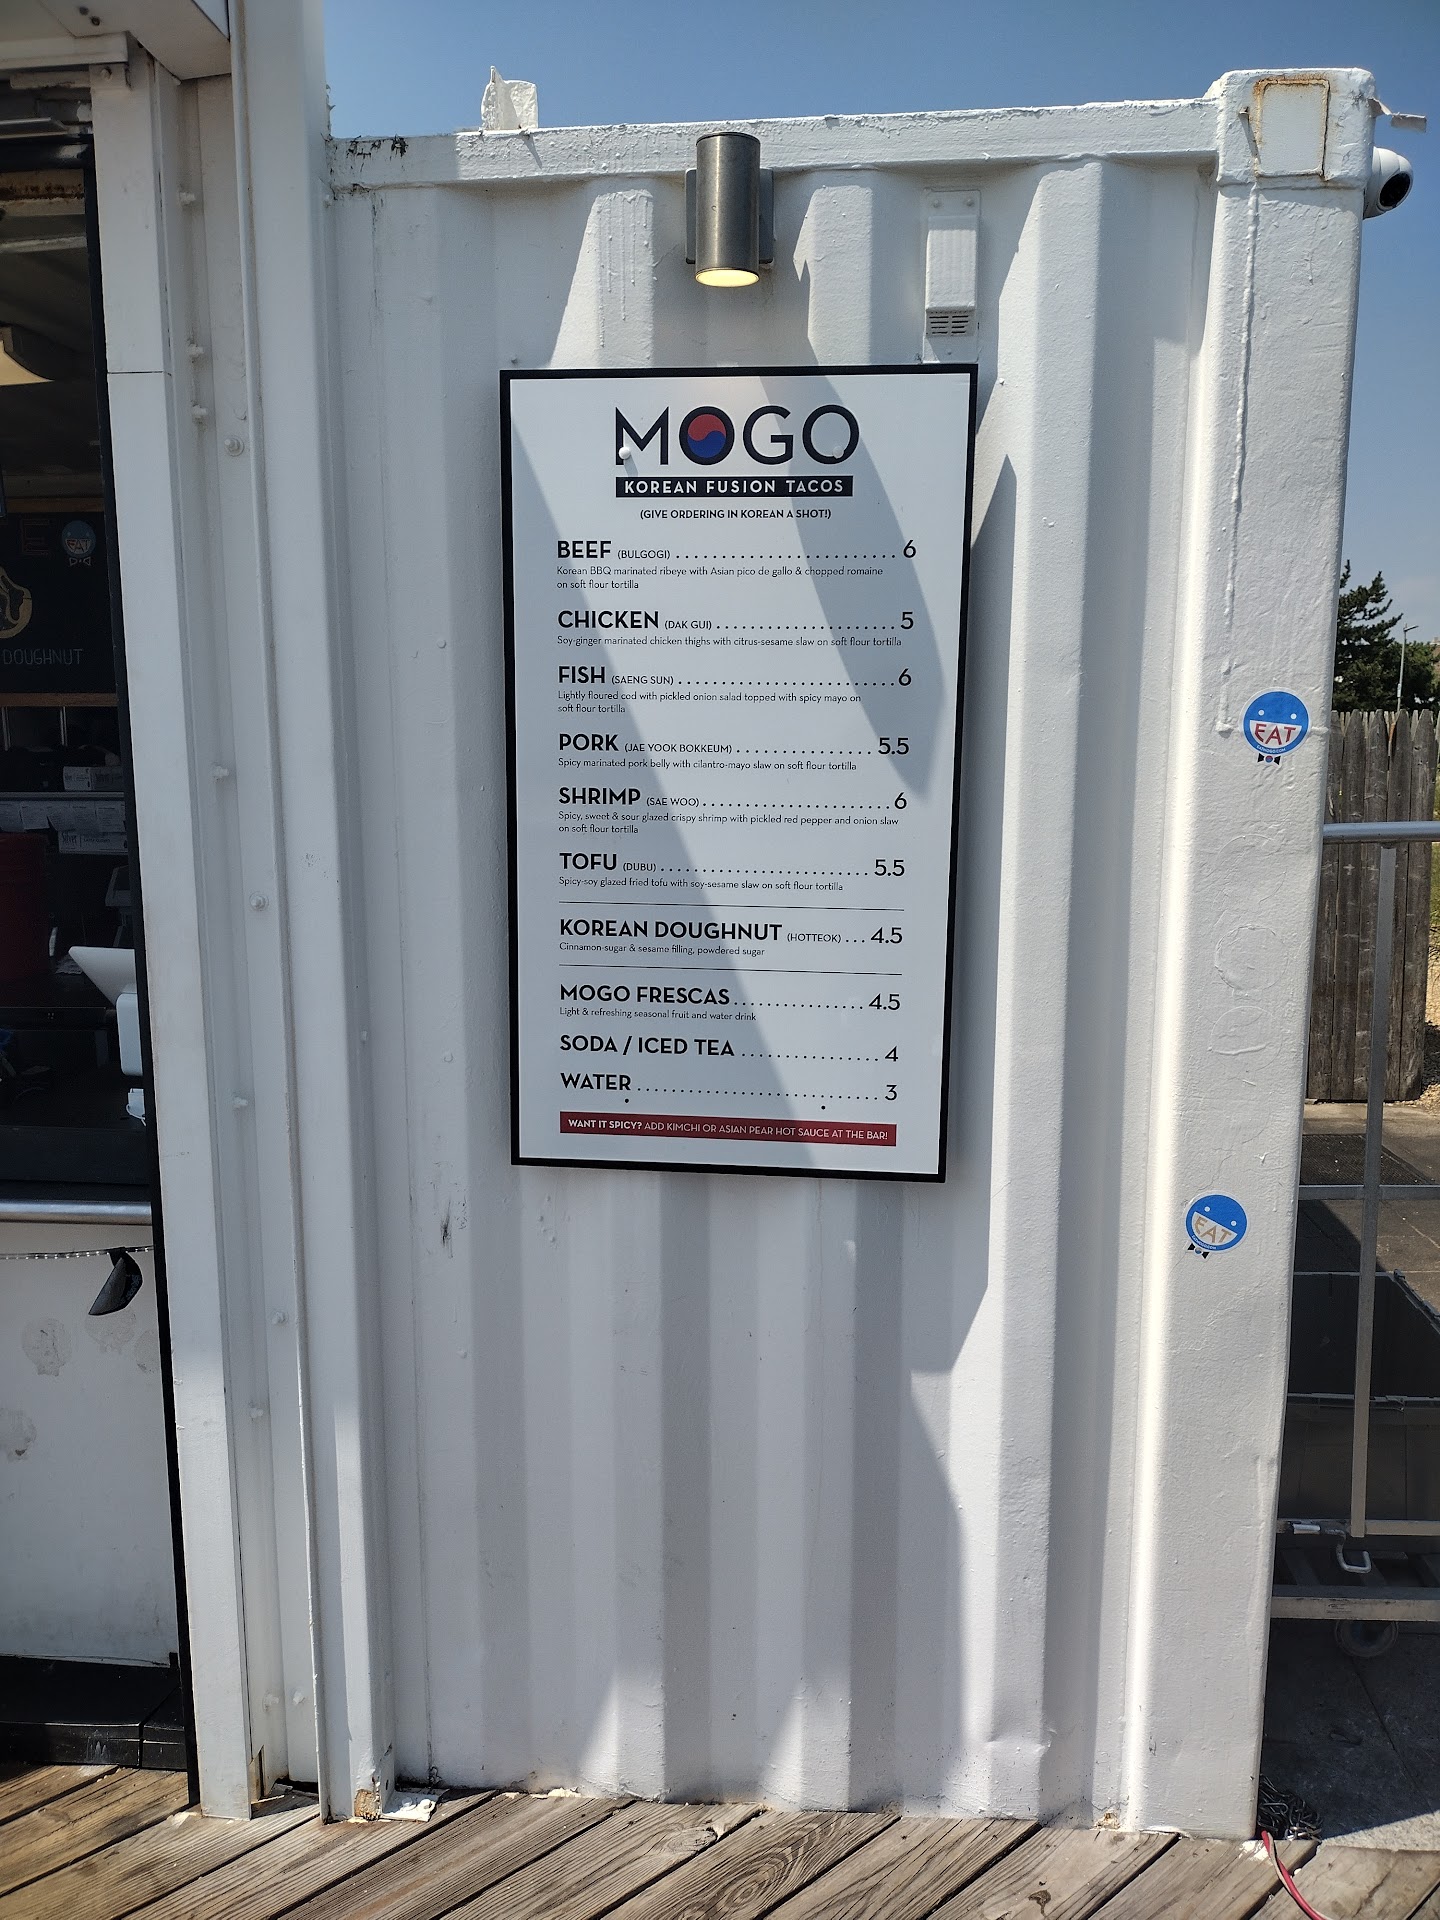 MOGO
KOREAN FUSION TACOS
(GIVE ORDERING IN KOREAN A SHOT!)
BEEF (BULGOGI) . . . . . . . . . . . . . . . . . . . . . . . . . 6
Korean BBQ marinated ribeye with Asian pico de gallo & chopped romaine
on soft flour tortilla
CHICKEN (DAK GUI) . . . . . . . . . . . . . . . . . . . . . 5
Soy-ginger marinated chicken thighs with citrus-sesame slaw on soft flour tortilla
FISH (SAENG SUN) . . . . . . . . . . . . . . . . . . . . . . . . 6
Lightly floured cod with pickled onion salad topped with spicy mayo on
soft flour tortilla
PORK (JAE YOOK BOKKEUM) . . . . . . . . . . . . . . . . 5.5
Spicy marinated pork belly with cilantro-mayo slaw on soft flour tortilla
SHRIMP (SAE WOO) . . . . . . . . . . . . . . . . . . . . . 6
Spicy, sweet & sour glazed crispy shrimp with pickled red pepper and onion slaw
on soft flour tortilla
TOFU (DUBU) . . . . . . . . . . . . . . . . . . . . . . . . 5.5
Spicy-soy glazed fried tofu with soy-sesame slaw on soft flour tortilla
KOREAN DOUGHNUT (HOTTEOK) . . . 4.5
Cinnamon-sugar & sesame filling, powdered sugar
MOGO FRESCAS . . . . . . . . . . . . . . . 4.5
Light & refreshing seasonal fruit and water drink
SODA / ICED TEA . . . . . . . . . . . . . . . . 4
WATER . . . . . . . . . . . . . . . . . . . . . . . . . . . . 3
WANT IT SPICY? ADD KIMCHI OR ASIAN PEAR HOT SAUCE AT THE BAR!
EAT
EAT
EAT
DOUGHNUT